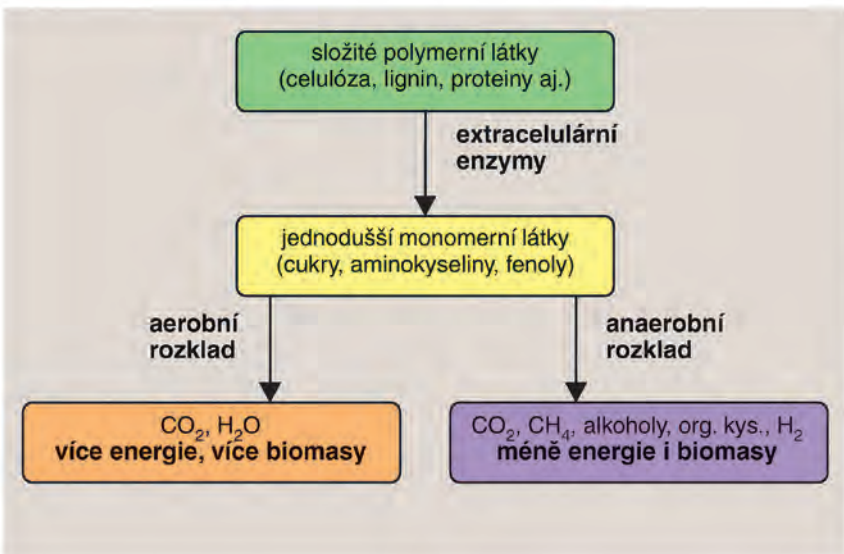 složité polymerní látky
(celulóza, lignin, proteiny aj.)
extracelulární
enzymy
jednodušší monomerní látky
(cukry, aminokyseliny, fenoly)
aerobní
rozklad
anaerobní
rozklad
CO₂, H₂O
více energie, více biomasy
CO₂, CH₄, alkoholy, org. kys., H₂
méně energie i biomasy